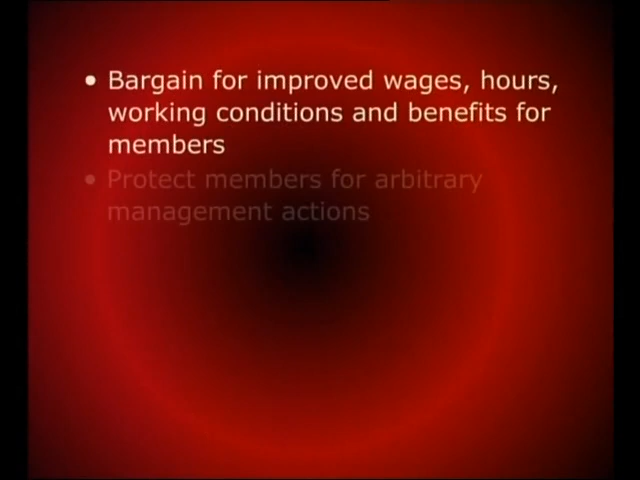 • Bargain for improved wages, hours,
working conditions and benefits for
members
• Protect members for arbitrary
management actions